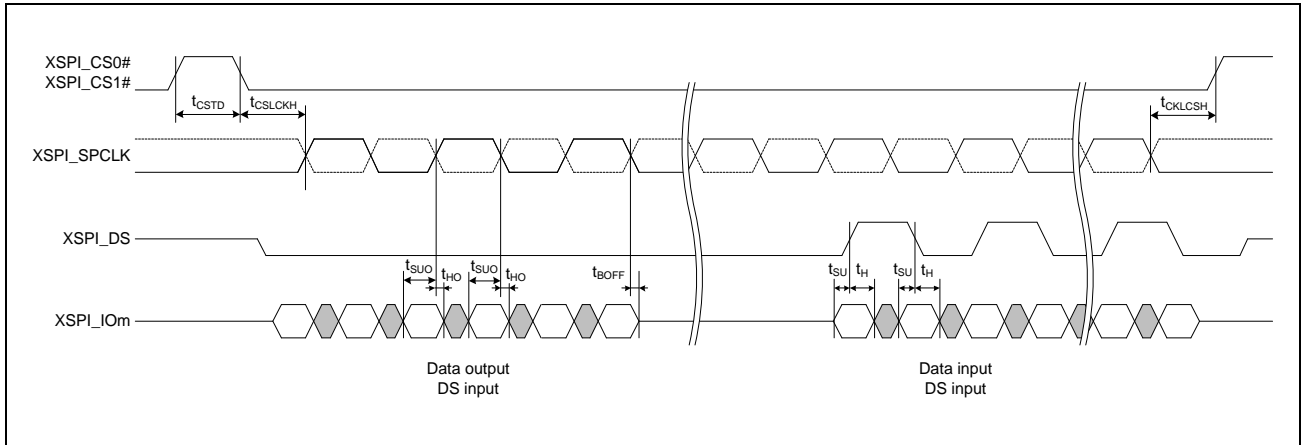 XSPI_CS0#
XSPI_CS1#
tCSTD
tCSLCKH
tCKLCSH
XSPI_SPCLK
XSPI_DS
tSUO
tHO
tSUO
tHO
tBOFF
tSU
tH
tSU
tH
XSPI_IOm
Data output
DS input
Data input
DS input